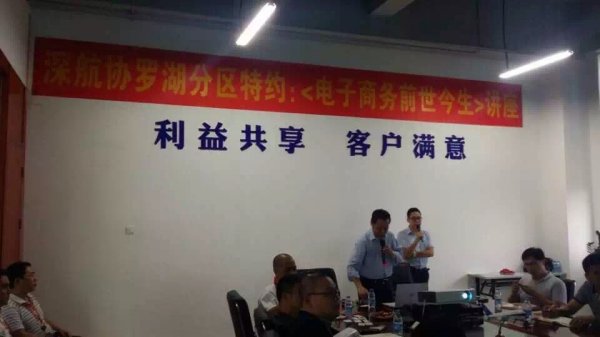 深航协罗湖分区特约:<电子商务前世今生>讲座
利益共享 客户满意